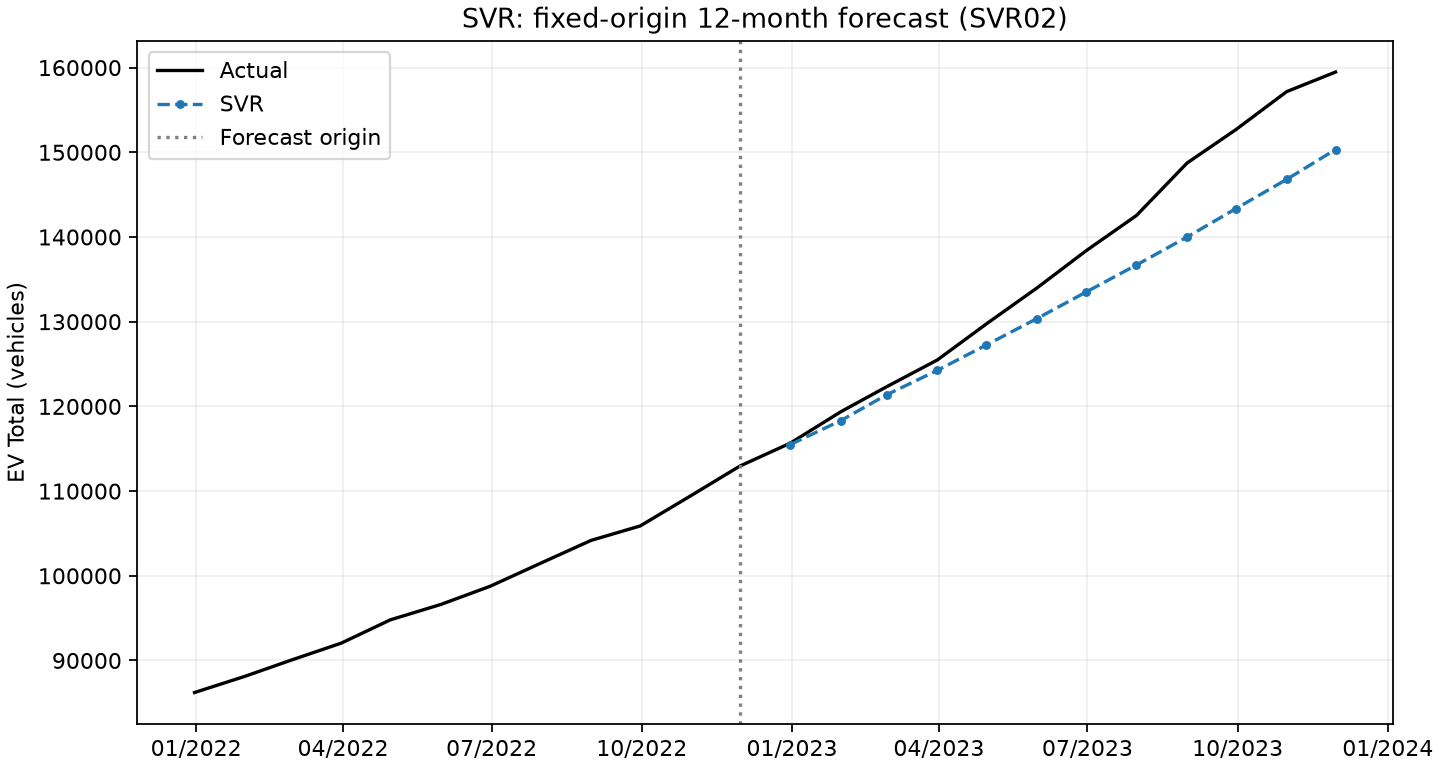 SVR: fixed-origin 12-month forecast (SVR02)
Actual
SVR
Forecast origin
EV Total (vehicles)
160000
150000
140000
130000
120000
110000
100000
90000
01/2022 04/2022 07/2022 10/2022 01/2023 04/2023 07/2023 10/2023 01/2024